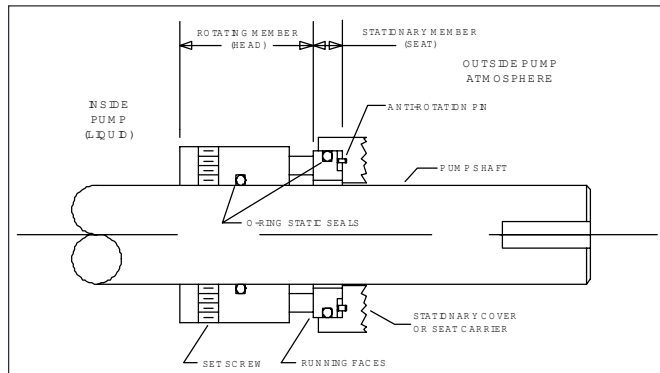 ROTATING MEMBER
(HEAD)
STATIONARY MEMBER
(SEAT)
OUTSIDE PUMP
ATMOSPHERE
INSIDE
PUMP
(LIQUID)
ANTI-ROTATION PIN
PUMP SHAFT
O-RING STATIC SEALS
STATIONARY COVER
OR SEAT CARRIER
SET SCREW
RUNNING FACES